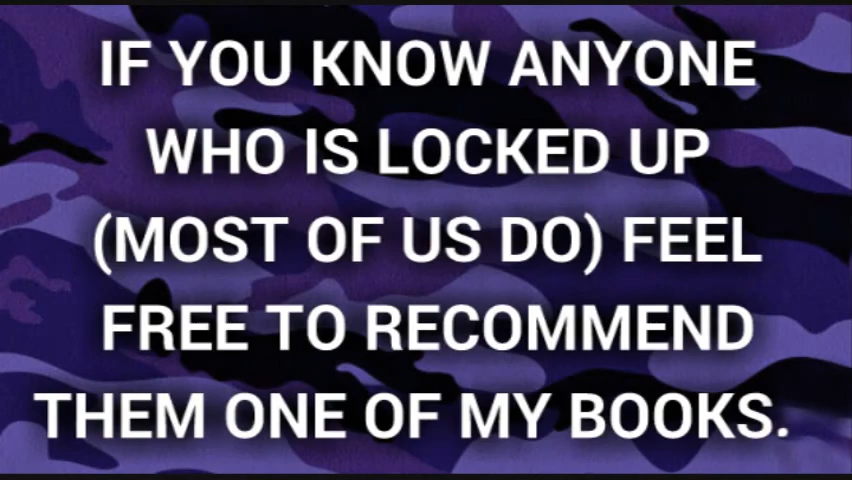 IF YOU KNOW ANYONE
WHO IS LOCKED UP
(MOST OF US DO) FEEL
FREE TO RECOMMEND
THEM ONE OF MY BOOKS.